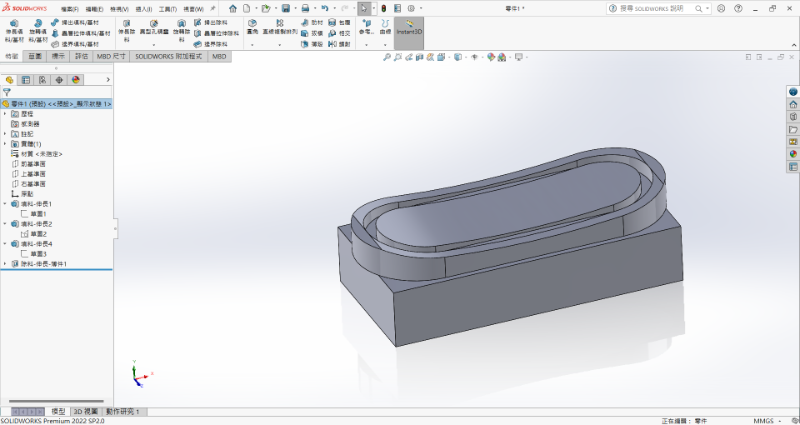 SOLIDWORKS 檔案(F) 編輯(E) 檢視(V) 插入(I) 工具(T) 視窗(W) 零件1 * 搜尋 SOLIDWORKS 說明
伸長填料/基材 旋轉填料/基材 掃出填料/基材 疊層拉伸填料/基材 邊界填料/基材 伸長除料 異型孔精靈 旋轉除料 掃出除料 疊層拉伸除料 邊界除料 圓角 直線複製排列 肋材 拔模 薄殼 包覆 相交 鏡射 參考... 曲線 Instant3D
特徵 草圖 標示 評估 MBD 尺寸 SOLIDWORKS 附加程式 MBD
零件1 (預設) <<預設>_顯示狀態 1>
歷程
感測器
註記
實體(1)
材質 <未指定>
前基準面
上基準面
右基準面
原點
填料-伸長1
草圖1
填料-伸長2
草圖2
填料-伸長4
草圖3
除料-伸長-薄件1
模型 3D 視圖 動作研究 1
SOLIDWORKS Premium 2022 SP2.0 正在編輯： 零件 MMGS